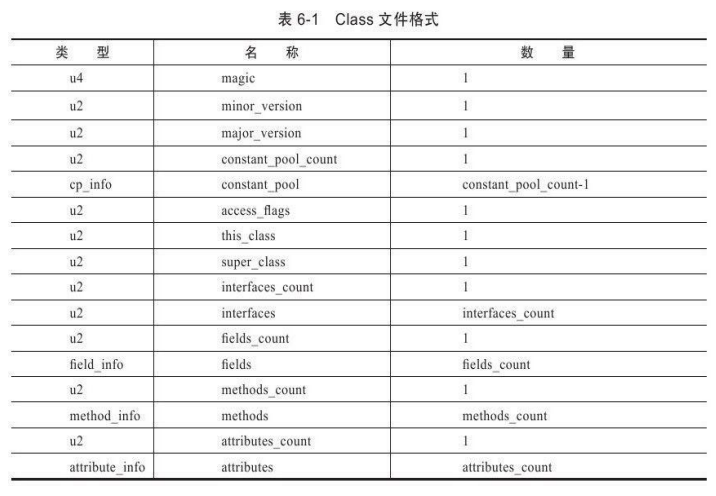 表 6-1 Class 文件格式
类 型 名 称 数 量
u4 magic 1
u2 minor_version 1
u2 major_version 1
u2 constant_pool_count 1
cp_info constant_pool constant_pool_count-1
u2 access_flags 1
u2 this_class 1
u2 super_class 1
u2 interfaces_count 1
u2 interfaces interfaces_count
u2 fields_count 1
field_info fields fields_count
u2 methods_count 1
method_info methods methods_count
u2 attributes_count 1
attribute_info attributes attributes_count